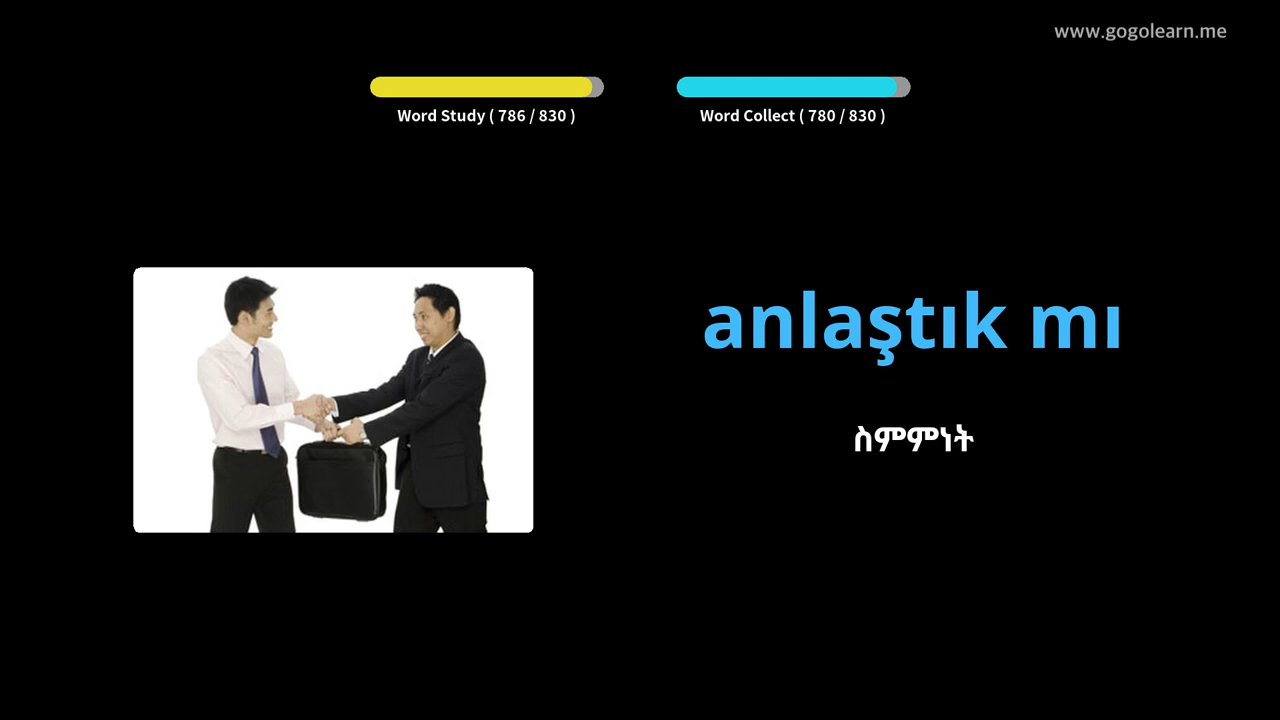 www.gogolearn.me
Word Study ( 786 / 830 )
Word Collect ( 780 / 830 )
anlaştık mı
ስምምነት